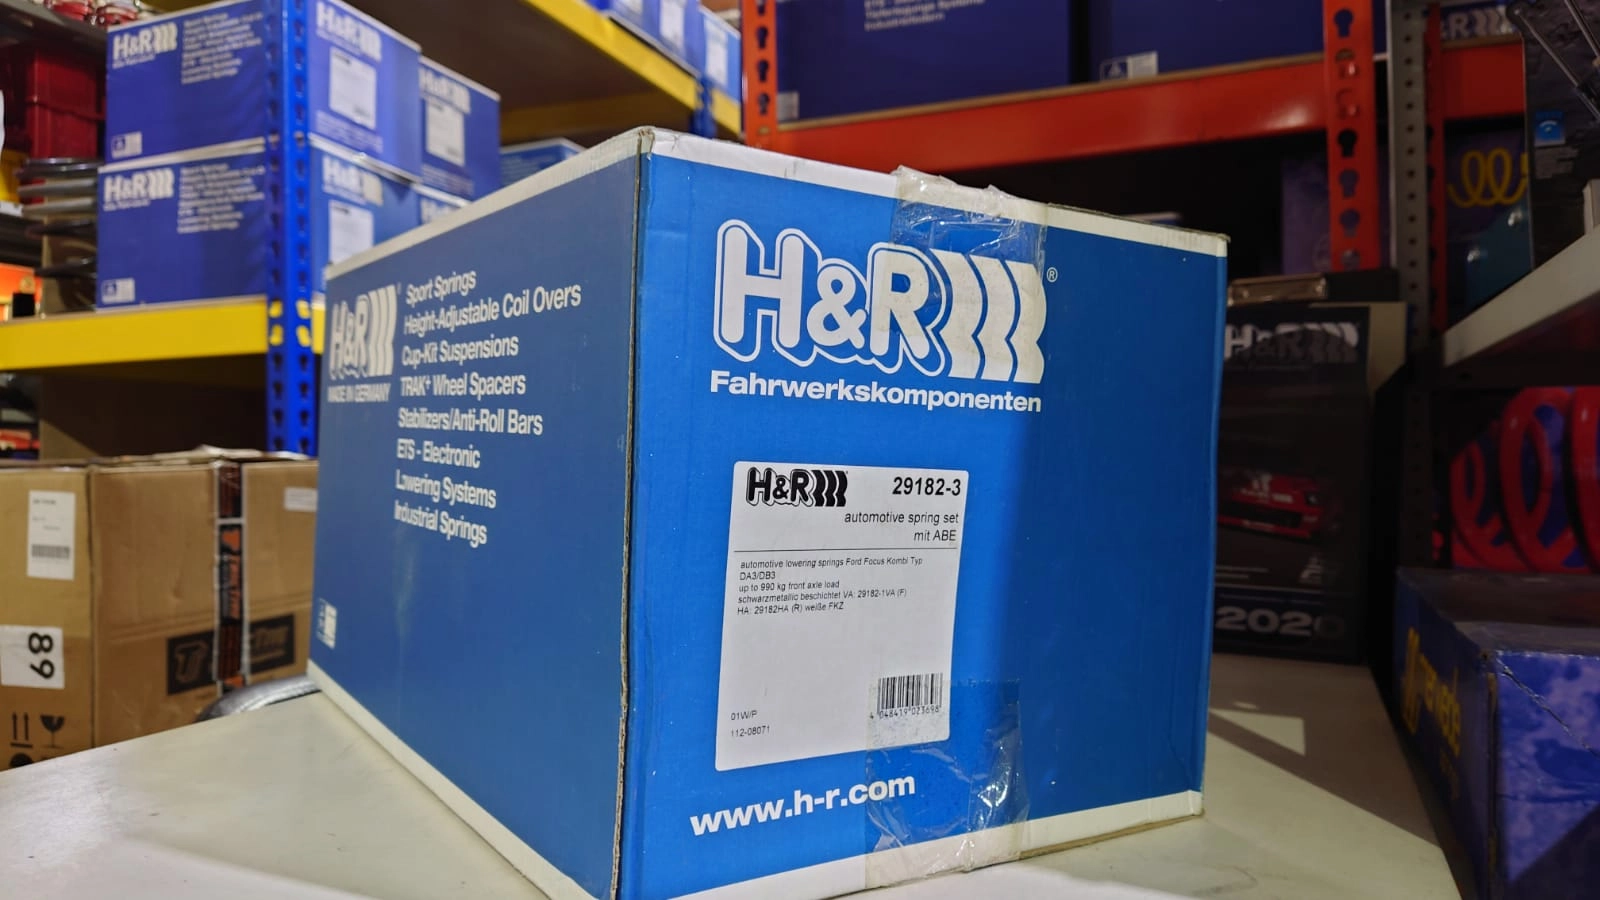 H&R
H&R
H&R
H&R
H&R
H&R
MADE IN GERMANY
Sport Springs
Height-Adjustable Coil Overs
Cup-Kit Suspensions
TRAK+ Wheel Spacers
Stabilizers/Anti-Roll Bars
ETS - Electronic
Lowering Systems
Industrial Springs
H&R®
Fahrwerkskomponenten
H&R
29182-3
automotive spring set
mit ABE
automotive lowering springs Ford Focus Kombi Typ
DA3/DB3
up to 990 kg front axle load
schwarzmetallic beschichtet VA: 29182-1VA (F)
HA: 29182HA (R) weiße FKZ
01W/P
112-08071
4 048419 023698
www.h-r.com
89
H&R
2020